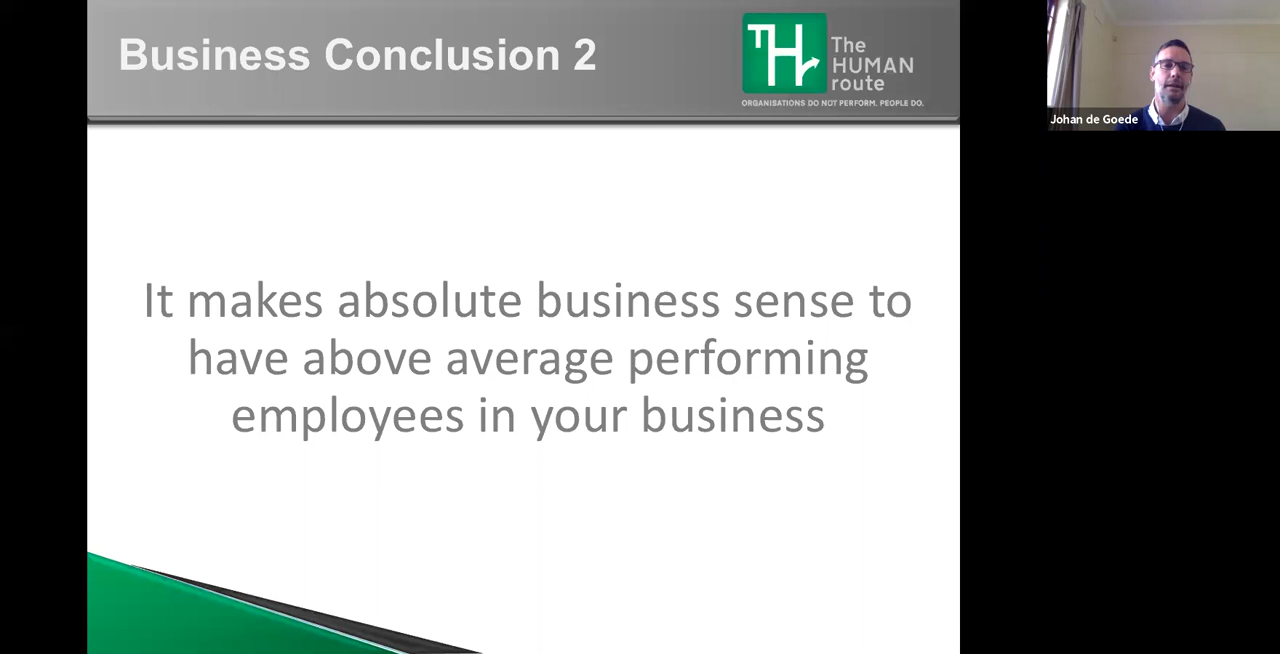 Business Conclusion 2
TH
The
HUMAN
route
ORGANISATIONS DO NOT PERFORM. PEOPLE DO.
Johan de Goede
It makes absolute business sense to
have above average performing
employees in your business